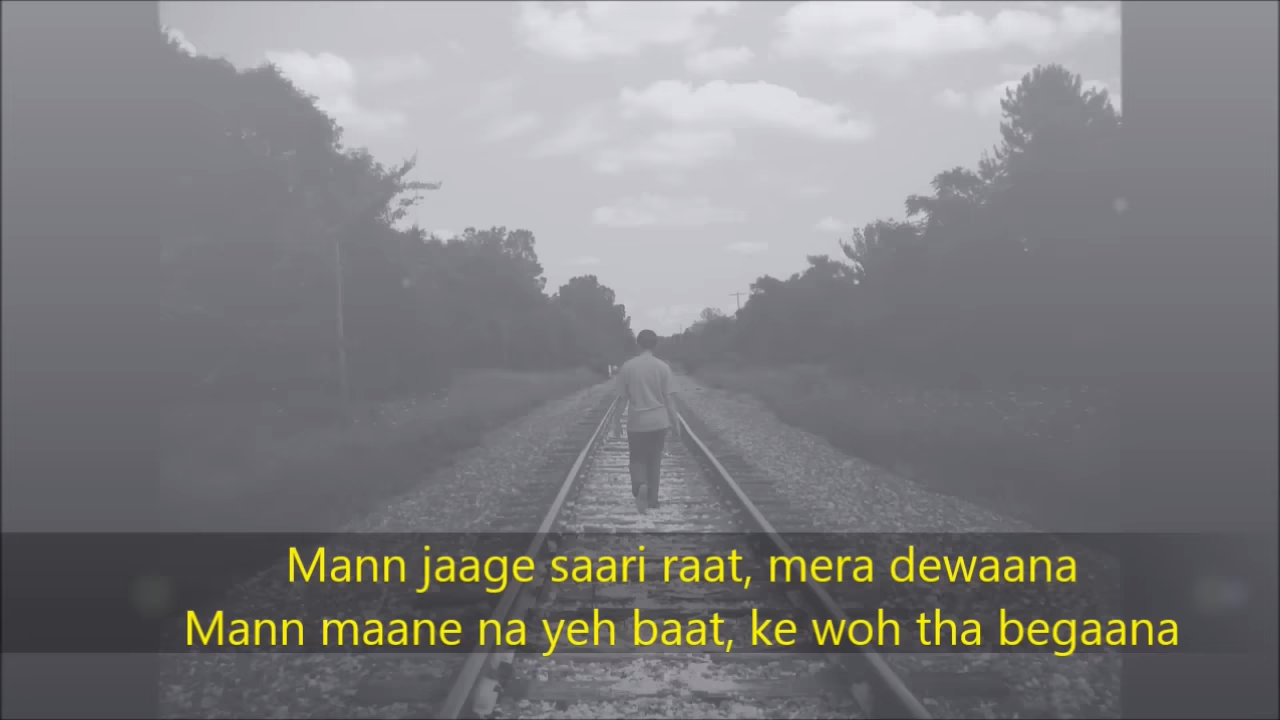 Mann jaage saari raat, mera dewaana
Mann maane na yeh baat, ke woh tha begaana